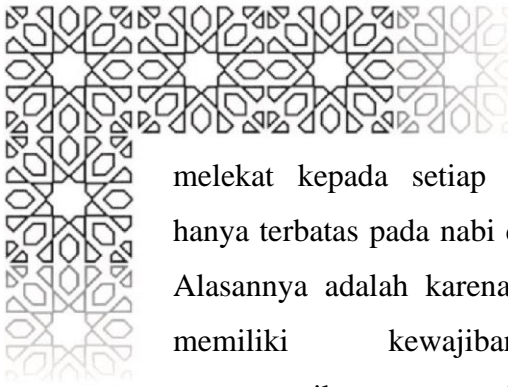 melekat kepada setiap
hanya terbatas pada nabi
Alasannya adalah karena
memiliki kewajiban